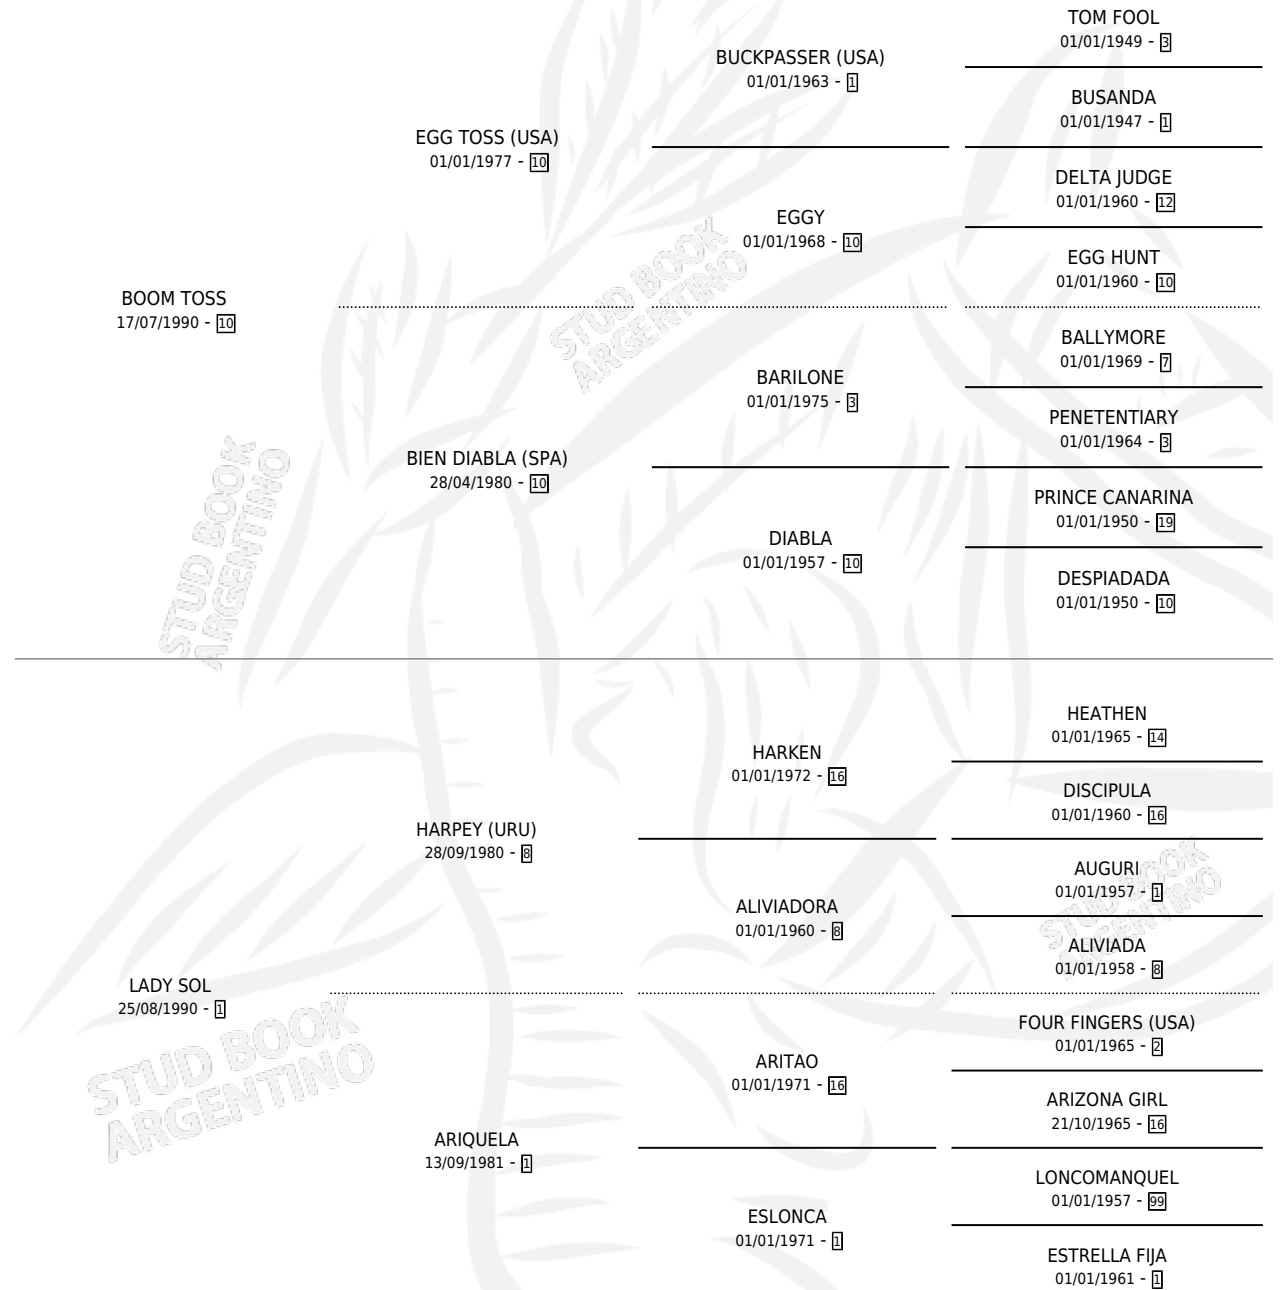 TOM FOOL
01/01/1949 - 3
BUCKPASSER (USA)
01/01/1963 - 1
BUSANDA
01/01/1947 - 1
EGG TOSS (USA)
01/01/1977 - 10
DELTA JUDGE
01/01/1960 - 12
EGGY
01/01/1968 - 10
EGG HUNT
01/01/1960 - 10
BOOM TOSS
17/07/1990 - 10
BALLYMORE
01/01/1969 - 7
BARILONE
01/01/1975 - 3
PENETENTIARY
01/01/1964 - 3
BIEN DIABLA (SPA)
28/04/1980 - 10
PRINCE CANARINA
01/01/1950 - 19
DIABLA
01/01/1957 - 10
DESPIADADA
01/01/1950 - 10
HEATHEN
01/01/1965 - 14
HARKEN
01/01/1972 - 16
DISCIPULA
01/01/1960 - 16
HARPEY (URU)
28/09/1980 - 8
AUGURI
01/01/1957 - 1
ALIVIADORA
01/01/1960 - 8
ALIVIADA
01/01/1958 - 8
LADY SOL
25/08/1990 - 1
FOUR FINGERS (USA)
01/01/1965 - 2
ARITAO
01/01/1971 - 16
ARIZONA GIRL
21/10/1965 - 16
ARIQUELA
13/09/1981 - 1
LONCOMANQUEL
01/01/1957 - 99
ESLONCA
01/01/1971 - 1
ESTRELLA FIJA
01/01/1961 - 1
STUD BOOK
ARGENTINO
STUD BOOK
ARGENTINO
STUD BOOK
ARGENTINO
STUD BOOK
ARGENTINO